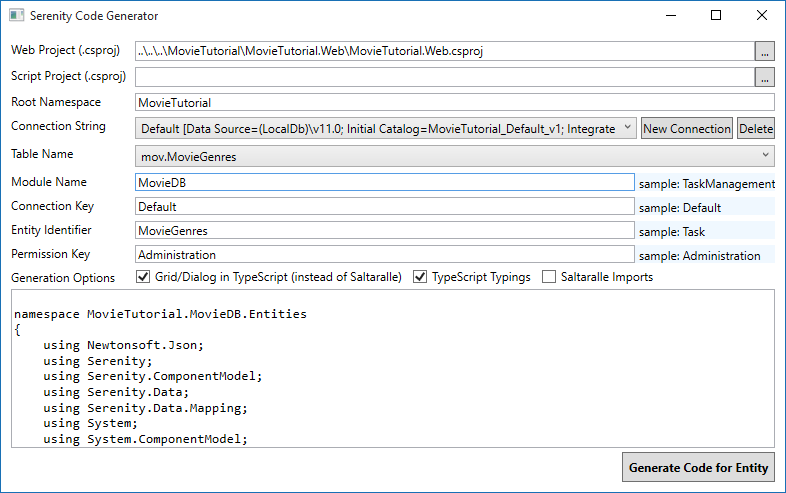 Serenity Code Generator
Web Project (.csproj) ..\..\..\MovieTutorial\MovieTutorial.Web\MovieTutorial.Web.csproj ...
Script Project (.csproj) ...
Root Namespace MovieTutorial
Connection String Default [Data Source=(LocalDb)\v11.0; Initial Catalog=MovieTutorial_Default_v1; Integrate New Connection Delete
Table Name mov.MovieGenres
Module Name MovieDB sample: TaskManagement
Connection Key Default sample: Default
Entity Identifier MovieGenres sample: Task
Permission Key Administration sample: Administration
Generation Options Grid/Dialog in TypeScript (instead of Saltaralle) TypeScript Typings Saltaralle Imports
namespace MovieTutorial.MovieDB.Entities
{
using Newtonsoft.Json;
using Serenity;
using Serenity.ComponentModel;
using Serenity.Data;
using Serenity.Data.Mapping;
using System;
using System.ComponentModel;
Generate Code for Entity